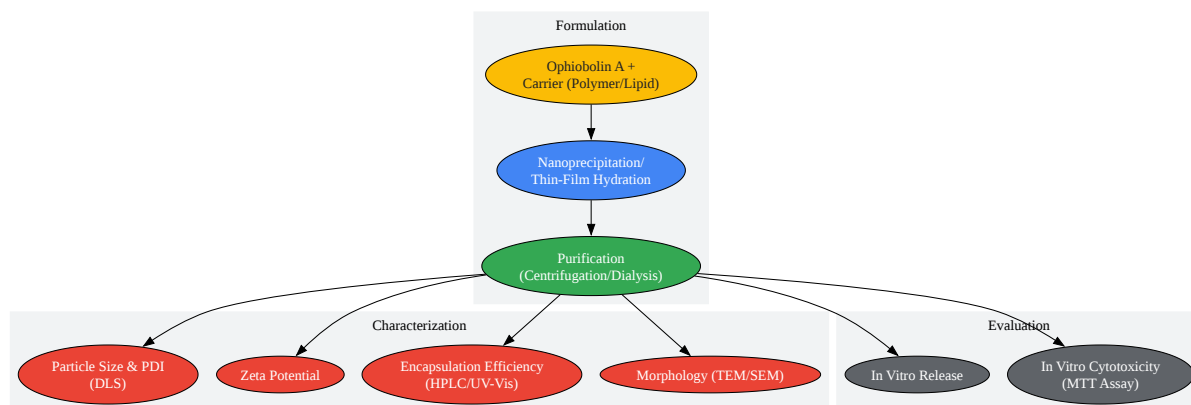 Formulation
Ophiobolin A +
Carrier (Polymer/Lipid)
Nanoprecipitation/
Thin-Film Hydration
Purification
(Centrifugation/Dialysis)
Characterization
Evaluation
Particle Size & PDI
(DLS)
Zeta Potential
Encapsulation Efficiency
(HPLC/UV-Vis)
Morphology (TEM/SEM)
In Vitro Release
In Vitro Cytotoxicity
(MTT Assay)